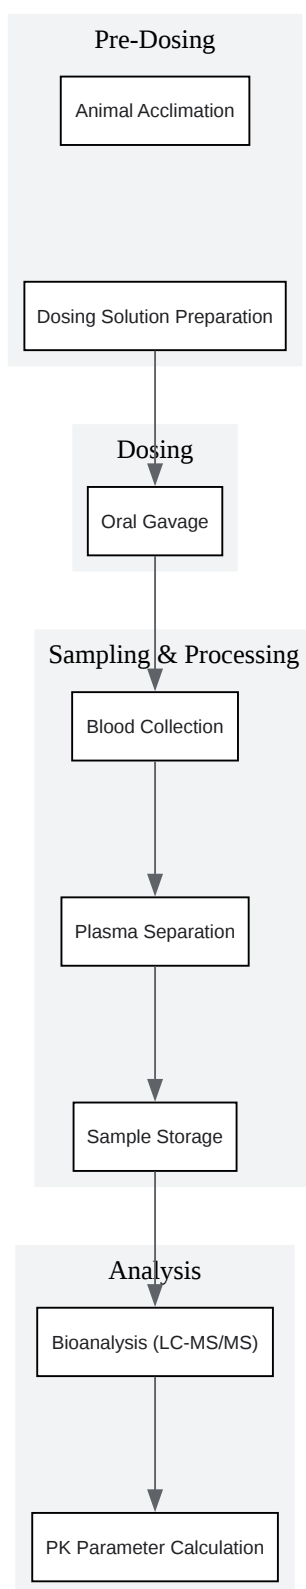 Pre-Dosing
Animal Acclimation
Dosing Solution Preparation
Dosing
Oral Gavage
Sampling & Processing
Blood Collection
Plasma Separation
Sample Storage
Analysis
Bioanalysis (LC-MS/MS)
PK Parameter Calculation